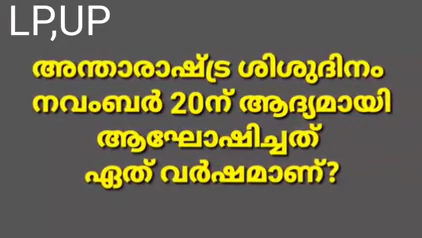 LP,UP
അന്താരാഷ്ട്ര ശിശുദിനം
നവംബർ 20ന് ആദ്യമായി
ആഘോഷിച്ചത്
ഏത് വർഷമാണ്?